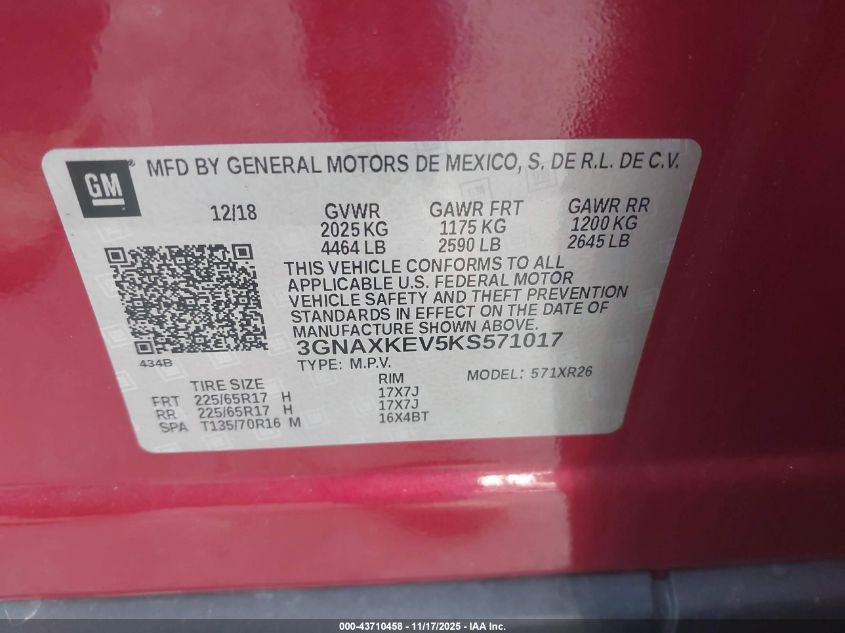 GM
MFD BY GENERAL MOTORS DE MEXICO, S. DE R.L. DE C.V.
12/18 GVWR GAWR FRT GAWR RR
2025 KG 1175 KG 1200 KG
4464 LB 2590 LB 2645 LB
THIS VEHICLE CONFORMS TO ALL
APPLICABLE U.S. FEDERAL MOTOR
VEHICLE SAFETY AND THEFT PREVENTION
STANDARDS IN EFFECT ON THE DATE OF
MANUFACTURE SHOWN ABOVE.
3GNAXKEV5KS571017
434B
TYPE: M.P.V. MODEL: 571XR26
TIRE SIZE RIM
FRT 225/65R17 H 17X7J
RR 225/65R17 H 17X7J
SPA T135/70R16 M 16X4BT
000-43710458 - 11/17/2025 - IAA Inc.